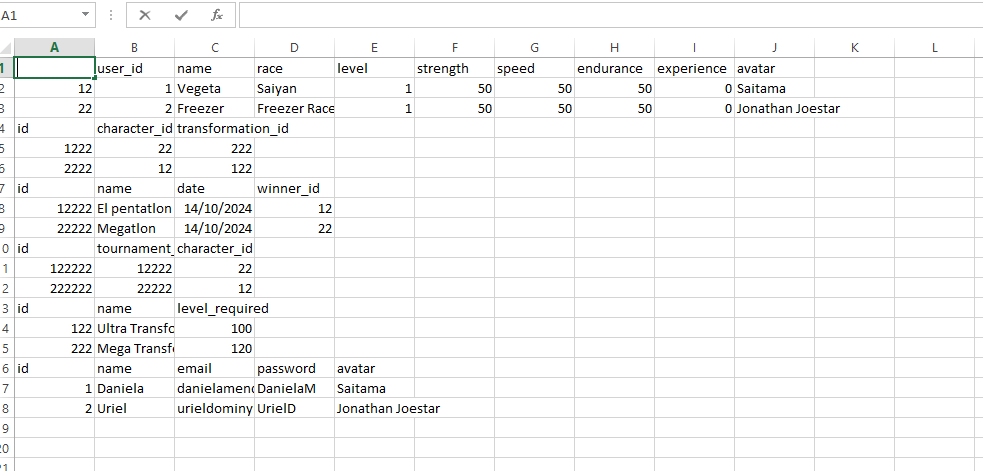 A1 fx
A B C D E F G H I J K L
1 user_id name race level strength speed endurance experience avatar
2 12 1 Vegeta Saiyan 1 50 50 50 0 Saitama
3 22 2 Freezer Freezer Race 1 50 50 50 0 Jonathan Joestar
4 id character_id transformation_id
5 1222 22 222
6 2222 12 122
7 id name date winner_id
8 12222 El pentatlon 14/10/2024 12
9 22222 Megatlon 14/10/2024 22
0 id tournament_ character_id
1 122222 12222 22
2 222222 22222 12
3 id name level_required
4 122 Ultra Transfo 100
5 222 Mega Transf 120
6 id name email password avatar
7 1 Daniela danielamen DanielaM Saitama
8 2 Uriel urieldominy UrielD Jonathan Joestar
9
20
21